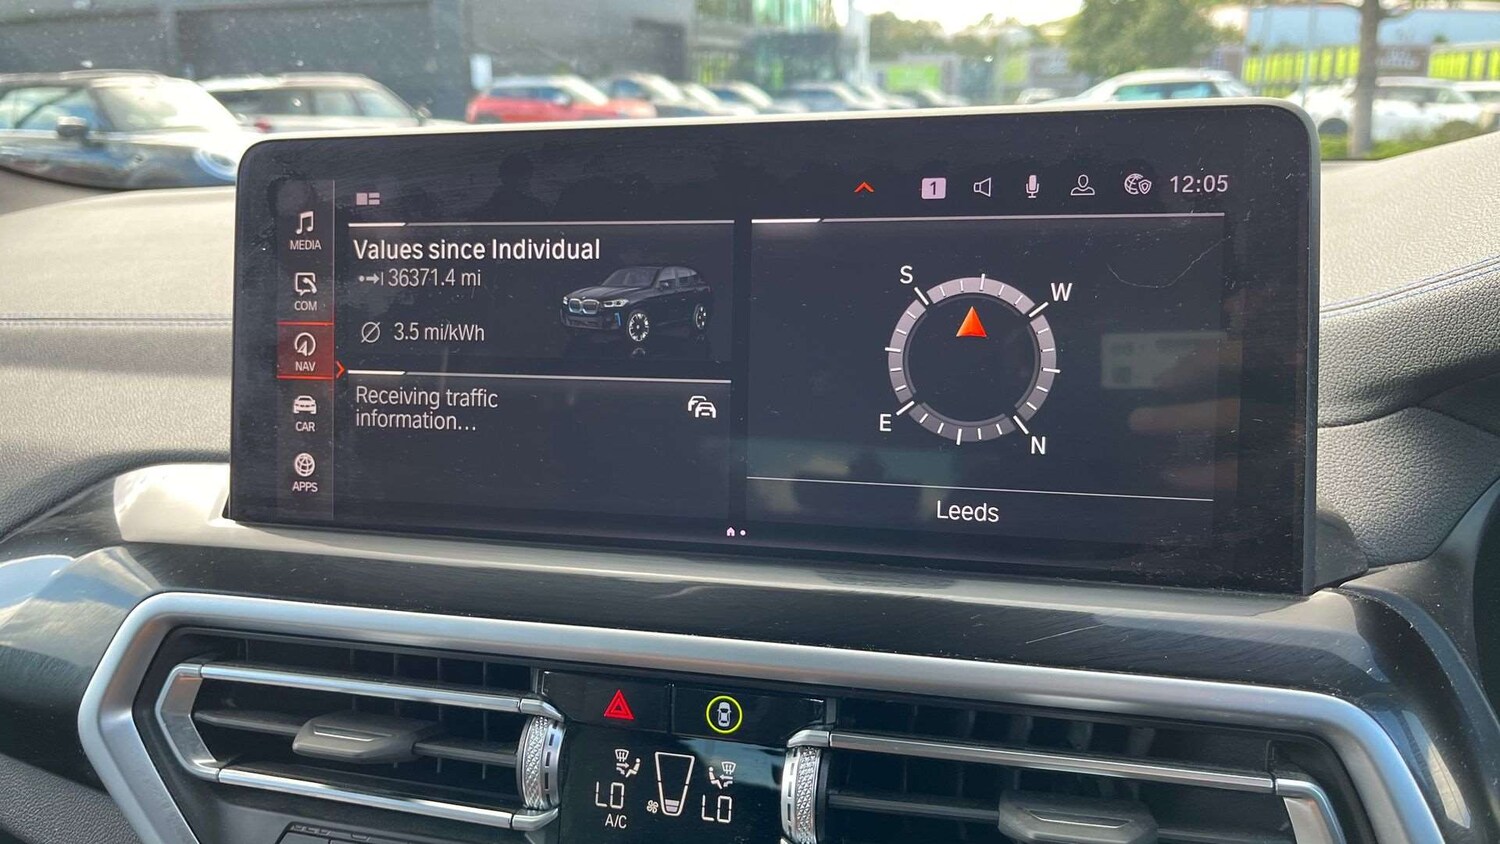 1
12:05
MEDIA
COM
NAV
CAR
APPS
Values since Individual
36371.4 mi
3.5 mi/kWh
Receiving traffic
information...
S
W
E
N
Leeds
LO
LO
A/C